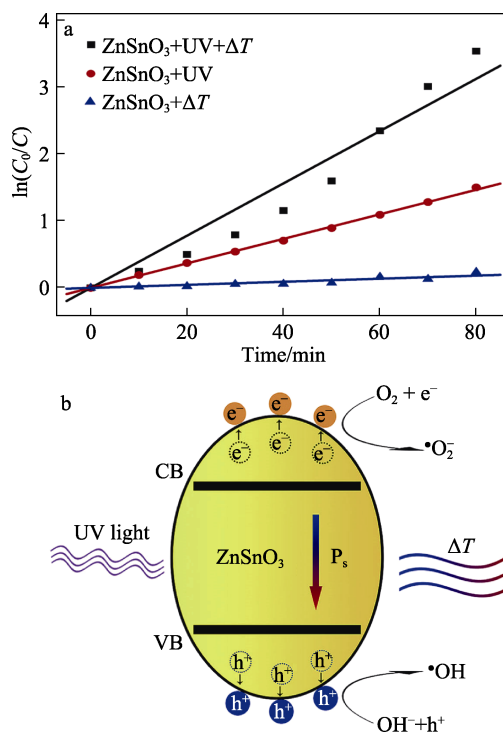 a
ZnSnO₃+UV+ΔT
ZnSnO₃+UV
ZnSnO₃+ΔT
ln(C₀/C)
4
3
2
1
0
0 20 40 60 80
Time/min
b
e⁻ e⁻ e⁻
e⁻ e⁻ e⁻
O₂ + e⁻
•O₂⁻
CB
UV light
ZnSnO₃
Pₛ
ΔT
VB
h⁺ h⁺ h⁺
h⁺ h⁺ h⁺
•OH
OH⁻+h⁺